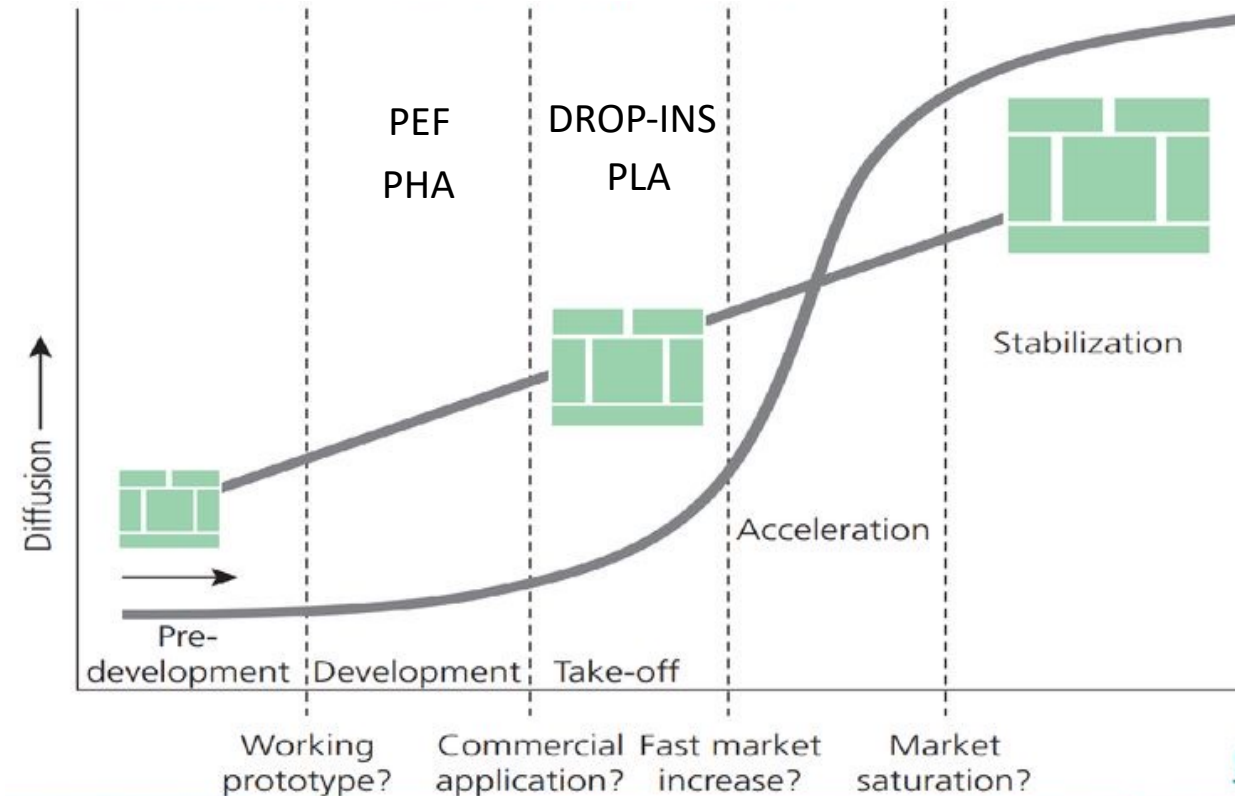 PEF
PHA
DROP-INS
PLA
Diffusion
Stabilization
Acceleration
Pre-
development
Development
Take-off
Working
prototype?
Commercial
application?
Fast market
increase?
Market
saturation?